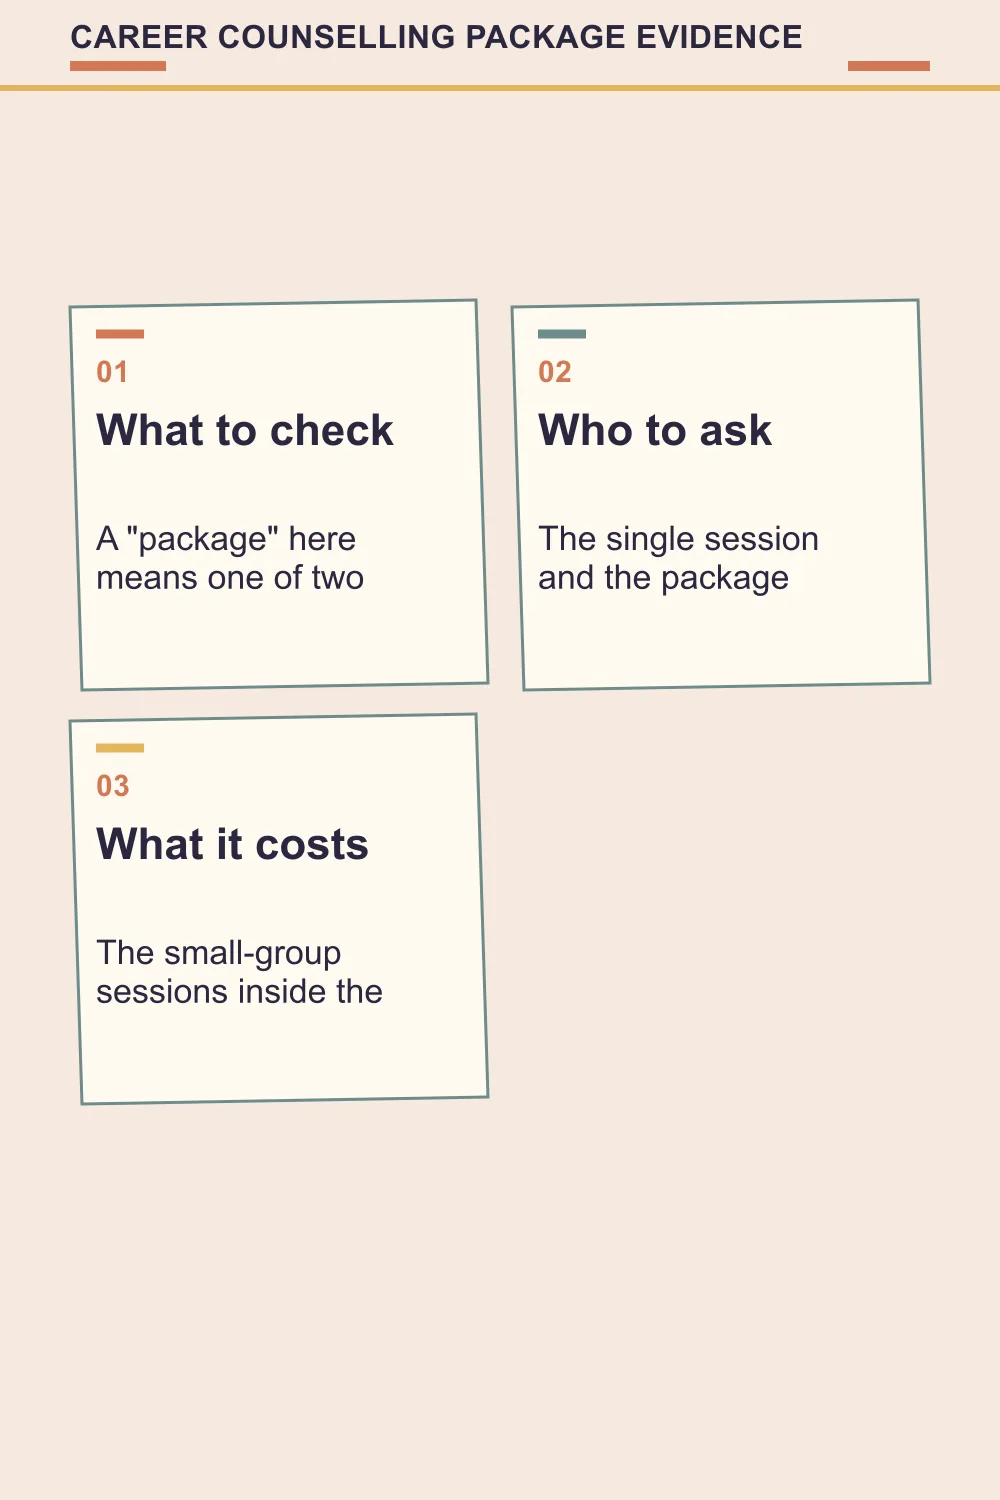 CAREER COUNSELLING PACKAGE EVIDENCE
01
What to check
A "package" here
means one of two
02
Who to ask
The single session
and the package
03
What it costs
The small-group
sessions inside the